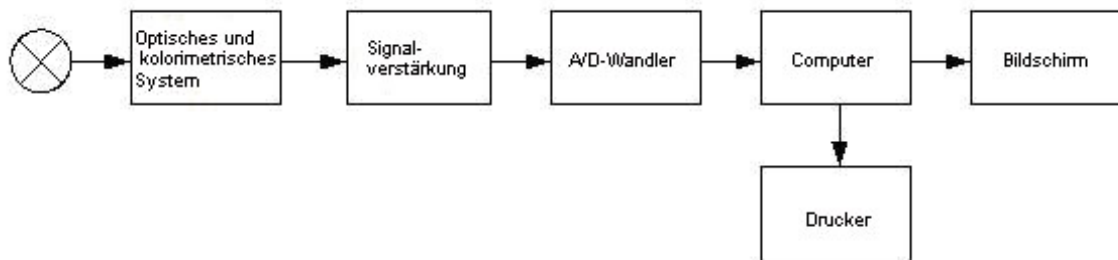 Optisches und
kolorimetrisches
System
Signal-
verstärkung
A/D-Wandler
Computer
Bildschirm
Drucker